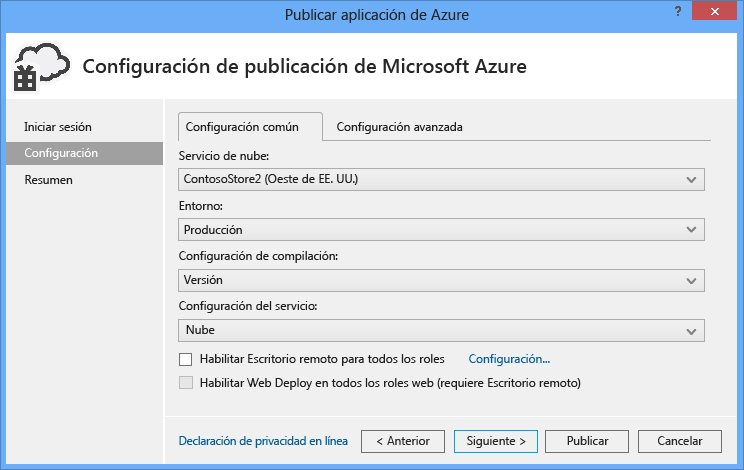 Publicar aplicación de Azure
?
Configuración de publicación de Microsoft Azure
Iniciar sesión
Configuración
Resumen
Configuración común
Configuración avanzada
Servicio de nube:
ContosoStore2 (Oeste de EE. UU.)
Entorno:
Producción
Configuración de compilación:
Versión
Configuración del servicio:
Nube
Habilitar Escritorio remoto para todos los roles
Configuración...
Habilitar Web Deploy en todos los roles web (requiere Escritorio remoto)
Declaración de privacidad en línea
< Anterior
Siguiente >
Publicar
Cancelar